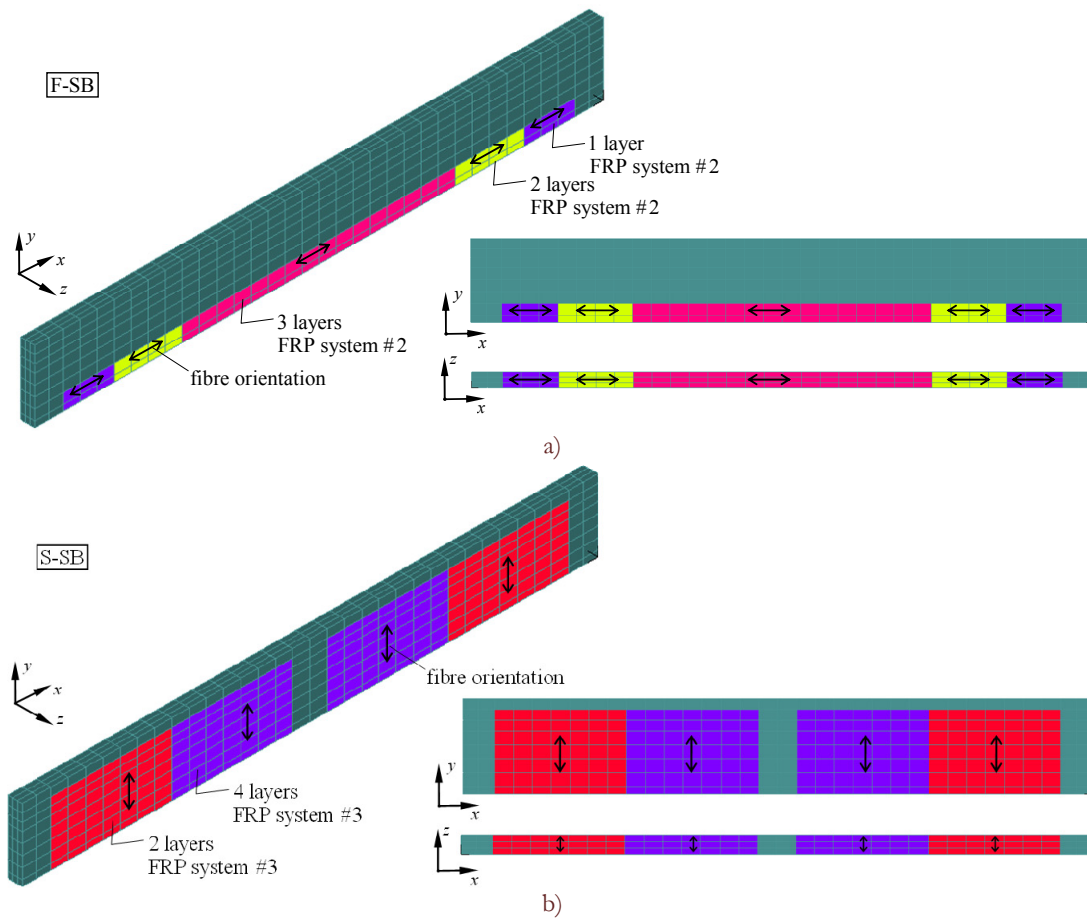 F-SB
1 layer
FRP system #2
2 layers
FRP system #2
3 layers
FRP system #2
fibre orientation
y
x
z
y
x
z
x
a)
S-SB
fibre orientation
4 layers
FRP system #3
2 layers
FRP system #3
y
x
z
y
x
z
x
b)